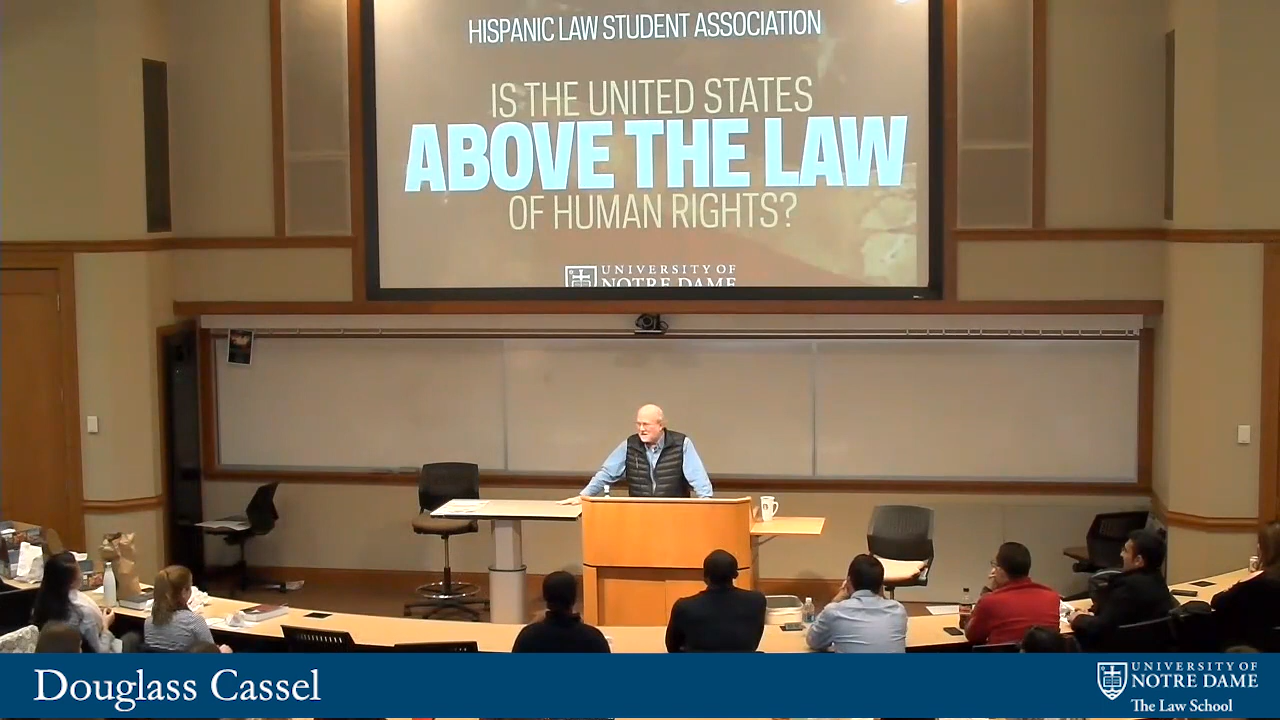 HISPANIC LAW STUDENT ASSOCIATION
IS THE UNITED STATES
ABOVE THE LAW
OF HUMAN RIGHTS?
UNIVERSITY OF
NOTRE DAME
Douglass Cassel
UNIVERSITY OF
NOTRE DAME
The Law School